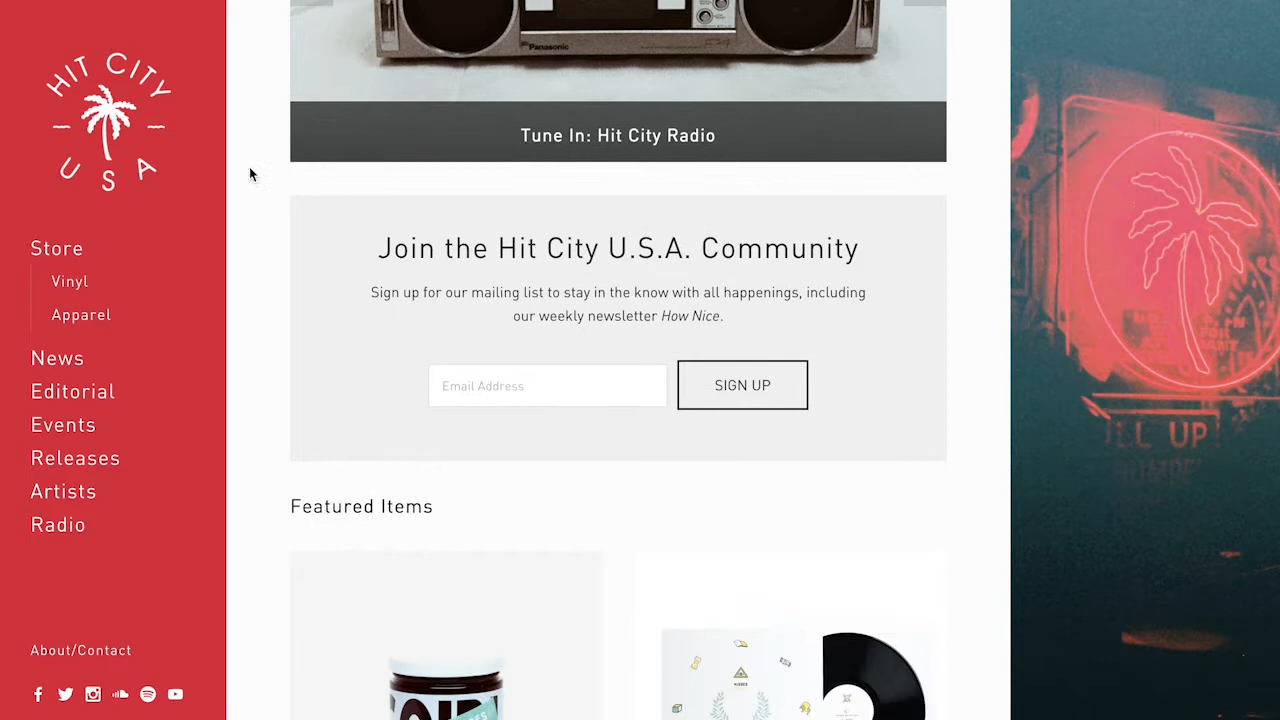 HIT CITY
U S A
Store
Vinyl
Apparel
News
Editorial
Events
Releases
Artists
Radio
About/Contact
Panasonic
Tune In: Hit City Radio
Join the Hit City U.S.A. Community
Sign up for our mailing list to stay in the know with all happenings, including
our weekly newsletter How Nice.
Email Address
SIGN UP
Featured Items
UP